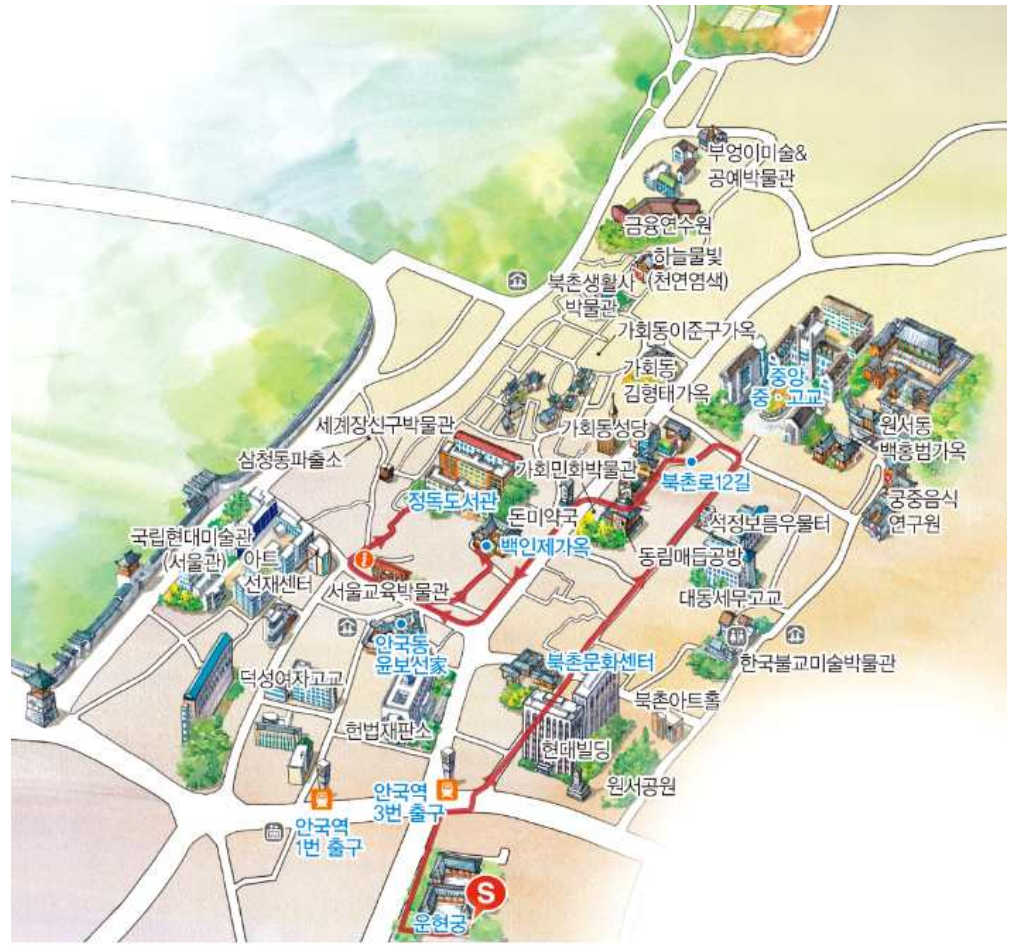 부엉이미술&
공예박물관
금융연수원
하늘물빛
(천연염색)
북촌생활사
박물관
가회동이준구가옥
가회동
김형태가옥
중앙
중·고교
원서동
백홍범가옥
궁중음식
연구원
세계장신구박물관
가회동성당
삼청동파출소
가회민화박물관
북촌로12길
정독도서관
돈미약국
석정보름우물터
국립현대미술관
(서울관)
아트
선재센터
백인제가옥
동림매듭공방
i
서울교육박물관
대동세무고교
안국동
윤보선家
북촌문화센터
한국불교미술박물관
덕성여자고교
북촌아트홀
헌법재판소
현대빌딩
원서공원
안국역
3번 출구
안국역
1번 출구
S
운현궁